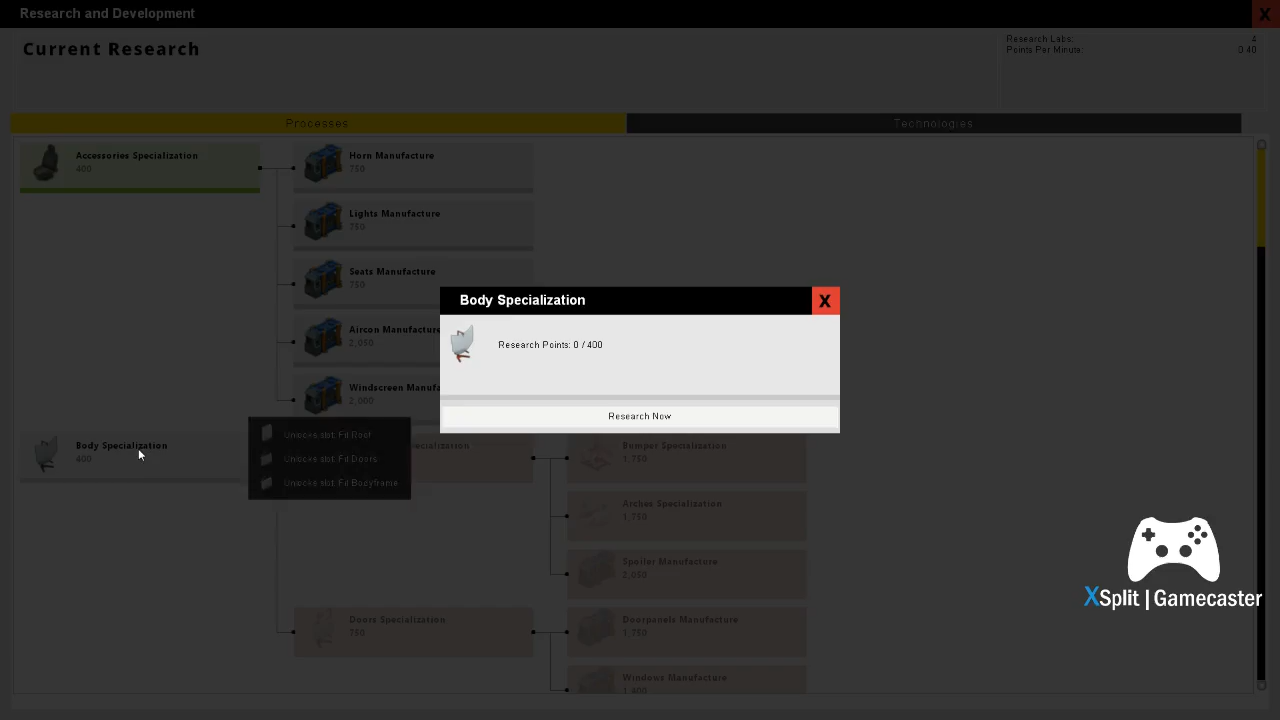 Research and Development
X
Current Research
Research Labs: 4
Points Per Minute: 0.40
Processes
Technologies
Accessories Specialization
400
Horn Manufacture
750
Lights Manufacture
750
Seats Manufacture
750
Aircon Manufacture
2,050
Windscreen Manufa
2,000
Body Specialization
X
Research Points: 0 / 400
Research Now
Body Specialization
400
Unlocks slot: Fit Roof
Unlocks slot: Fit Doors
Unlocks slot: Fit Bodyframe
ecialization
Bumper Specialization
1,750
Arches Specialization
1,750
Spoiler Manufacture
2,050
Doors Specialization
750
Doorpanels Manufacture
1,750
Windows Manufacture
XSplit | Gamecaster